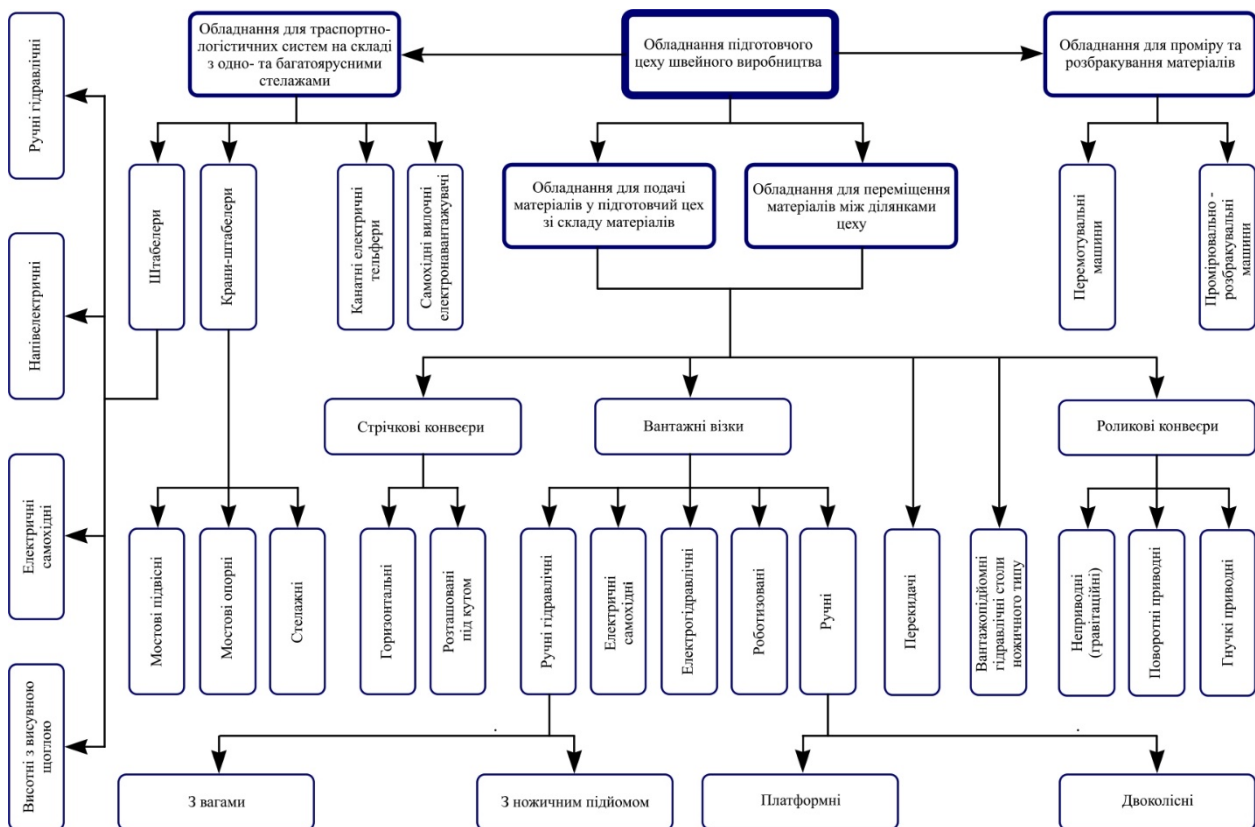 Обладнання для траспортно-
логістичних систем на складі
з одно- та багатоярусними
стелажами
Обладнання підготовчого
цеху швейного виробництва
Обладнання для проміру та
розбракування матеріалів
Ручні гідравлічні
Напівелектричні
Електричні
самохідні
Висотні з висувною
щоглою
Штабелери
Крани-штабелери
Канатні електричні
тельфери
Самохідні вилочні
електронавантажувачі
Обладнання для подачі
матеріалів у підготовчий цех
зі складу матеріалів
Обладнання для переміщення
матеріалів між ділянками
цеху
Перемотувальні
машини
Промірювально -
розбракувальні
машини
Стрічкові конвеєри
Вантажні візки
Роликові конвеєри
Мостові підвісні
Мостові опорні
Стелажні
Горизонтальні
Розташовані
під кутом
Ручні гідравлічні
Електричні
самохідні
Електрогідравлічні
Роботизовані
Ручні
Перекидачі
Вантажопідйомні
гідравлічні столи
ножичного типу
Неприводні
(гравітаційні)
Поворотні приводні
Гнучкі приводні
З вагами
З ножичним підйомом
Платформні
Двоколісні